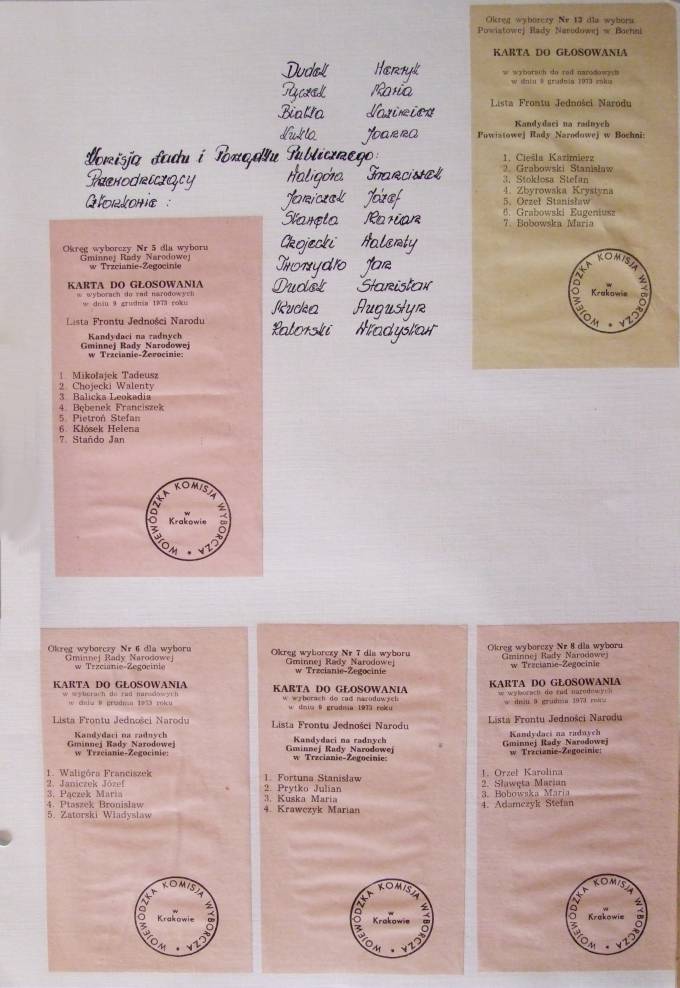 Dudek Henryk
Pączek Maria
Białka Kazimierz
Kukla Joanna
Komisja Ładu i Porządku Publicznego:
Przewodniczący Waligóra Franciszek
Członkowie: Janiczek Józef
Sławęta Marian
Chojecki Walenty
Tworzydło Jan
Dudek Stanisław
Kucka Augustyn
Zatorski Władysław
Okręg wyborczy Nr 13 dla wyboru
Powiatowej Rady Narodowej w Bochni
KARTA DO GŁOSOWANIA
w wyborach do rad narodowych
w dniu 9 grudnia 1973 roku
Lista Frontu Jedności Narodu
Kandydaci na radnych
Powiatowej Rady Narodowej w Bochni:
1. Cieśla Kazimierz
2. Grabowski Stanisław
3. Stokłosa Stefan
4. Zbyrowska Krystyna
5. Orzeł Stanisław
6. Grabowski Eugeniusz
7. Bobowska Maria
WOJEWÓDZKA KOMISJA WYBORCZA
w
Krakowie
Okręg wyborczy Nr 5 dla wyboru
Gminnej Rady Narodowej
w Trzcianie-Żegocinie
KARTA DO GŁOSOWANIA
w wyborach do rad narodowych
w dniu 9 grudnia 1973 roku
Lista Frontu Jedności Narodu
Kandydaci na radnych
Gminnej Rady Narodowej
w Trzcianie-Żerocinie:
1. Mikołajek Tadeusz
2. Chojecki Walenty
3. Balicka Leokadia
4. Bębenek Franciszek
5. Pietroń Stefan
6. Kłósek Helena
7. Stańdo Jan
WOJEWÓDZKA KOMISJA WYBORCZA
w
Krakowie
Okręg wyborczy Nr 6 dla wyboru
Gminnej Rady Narodowej
w Trzcianie-Żegocinie
KARTA DO GŁOSOWANIA
w wyborach do rad narodowych
w dniu 9 grudnia 1973 roku
Lista Frontu Jedności Narodu
Kandydaci na radnych
Gminnej Rady Narodowej
w Trzcianie-Żegocinie:
1. Waligóra Franciszek
2. Janiczek Józef
3. Pączek Maria
4. Ptaszek Bronisław
5. Zatorski Władysław
WOJEWÓDZKA KOMISJA WYBORCZA
w
Krakowie
Okręg wyborczy Nr 7 dla wyboru
Gminnej Rady Narodowej
w Trzcianie-Żegocinie
KARTA DO GŁOSOWANIA
w wyborach do rad narodowych
w dniu 9 grudnia 1973 roku
Lista Frontu Jedności Narodu
Kandydaci na radnych
Gminnej Rady Narodowej
w Trzcianie-Żegocinie:
1. Fortuna Stanisław
2. Prytko Julian
3. Kuska Maria
4. Krawczyk Marian
WOJEWÓDZKA KOMISJA WYBORCZA
w
Krakowie
Okręg wyborczy Nr 8 dla wyboru
Gminnej Rady Narodowej
w Trzcianie-Żegocinie
KARTA DO GŁOSOWANIA
w wyborach do rad narodowych
w dniu 9 grudnia 1973 roku
Lista Frontu Jedności Narodu
Kandydaci na radnych
Gminnej Rady Narodowej
w Trzcianie-Żegocinie:
1. Orzeł Karolina
2. Sławęta Marian
3. Bobowska Maria
4. Adamczyk Stefan
WOJEWÓDZKA KOMISJA WYBORCZA
w
Krakowie